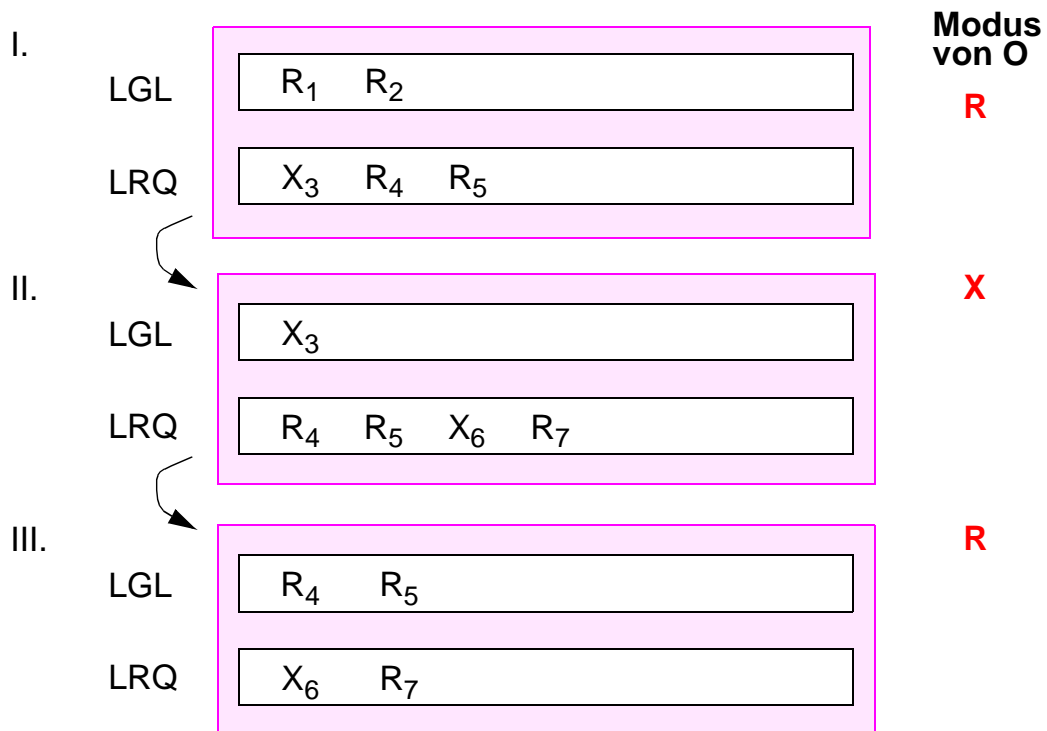 Modus
von O
I.
LGL R1 R2 R
LRQ X3 R4 R5
II. X
LGL X3
LRQ R4 R5 X6 R7
III. R
LGL R4 R5
LRQ X6 R7